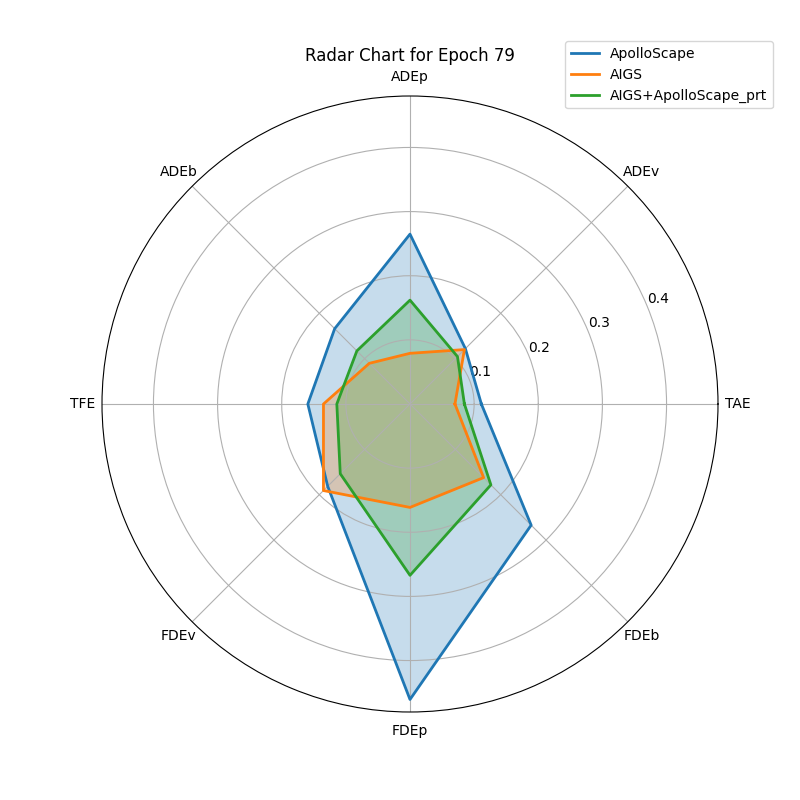 Radar Chart for Epoch 79
ApolloScape
AIGS
AIGS+ApolloScape_prt
ADEp
ADEb
ADEv
0.4
0.3
0.2
0.1
TFE
TAE
FDEv
FDEb
FDEp